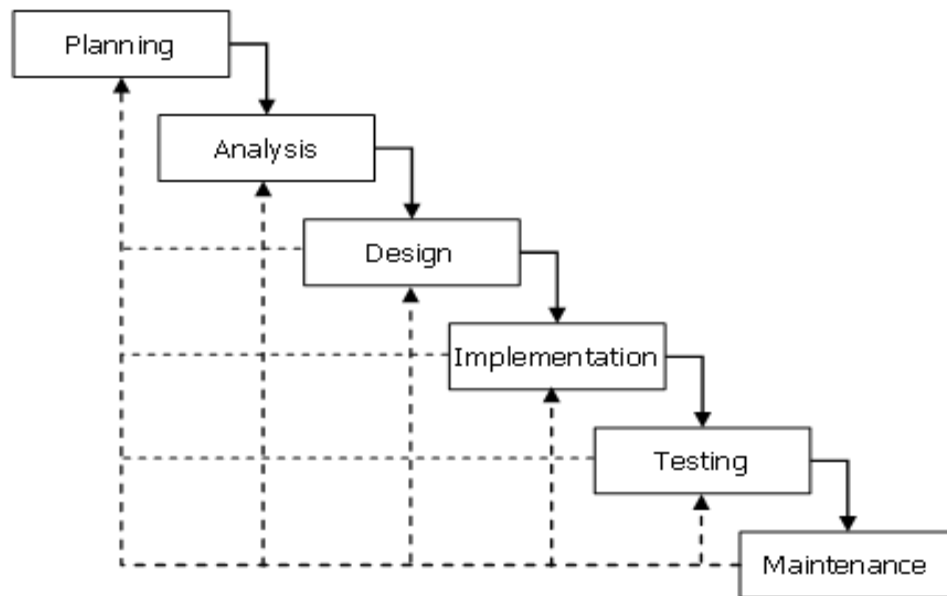 Planning
Analysis
Design
Implementation
Testing
Maintenance